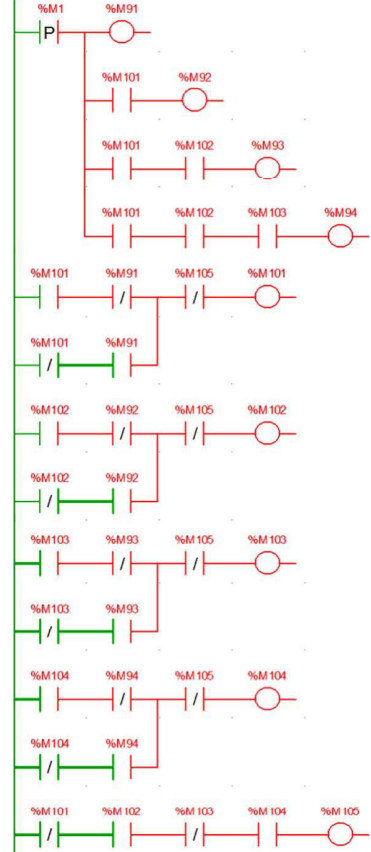 %M1 %M91
P
%M101 %M92
%M101 %M102 %M93
%M101 %M102 %M103 %M94
%M101 %M91 %M105 %M101
/ /
%M101 %M91
/
%M102 %M92 %M105 %M102
/ /
%M102 %M92
/
%M103 %M93 %M105 %M103
/ /
%M103 %M93
/
%M104 %M94 %M105 %M104
/ /
%M104 %M94
/
%M101 %M102 %M103 %M104 %M105
/ /